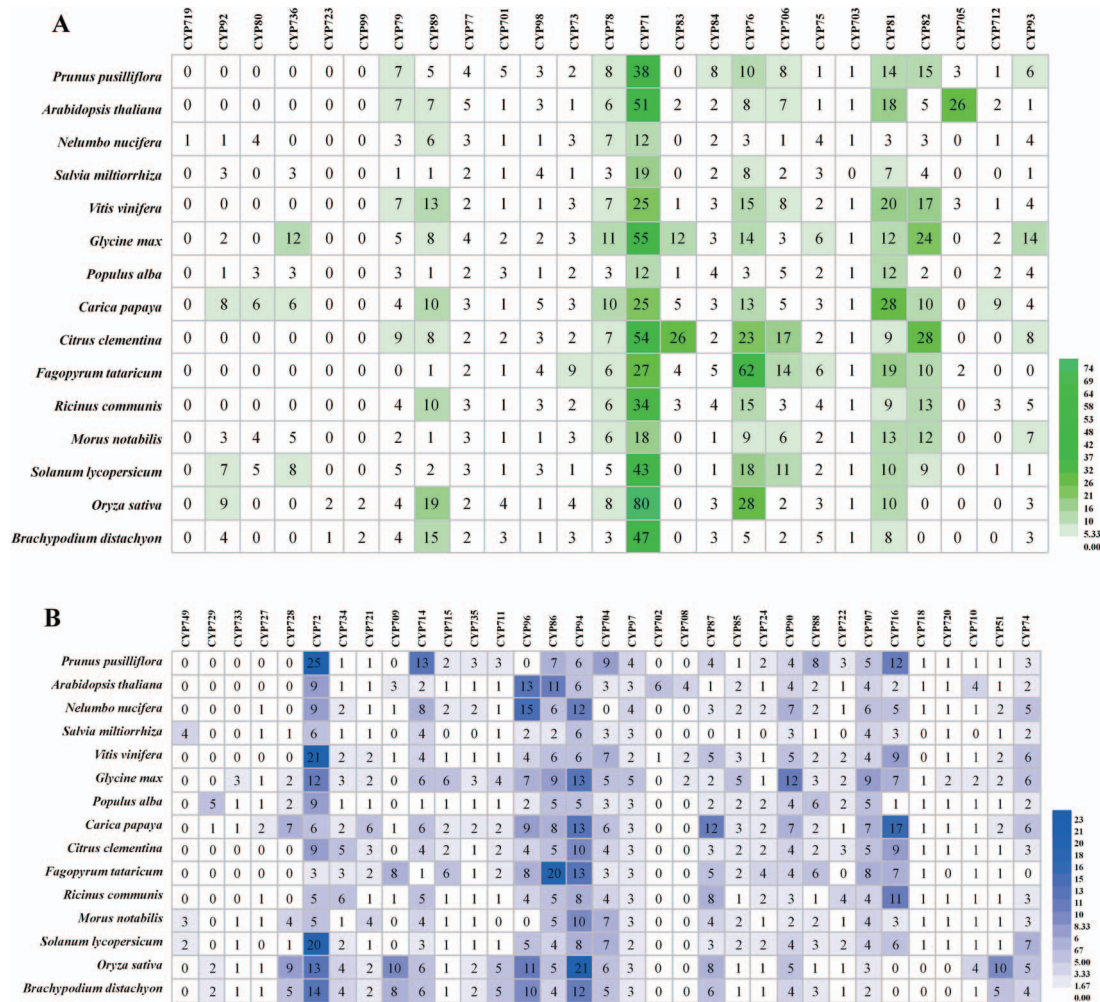 A
CYP719 CYP92 CYP80 CYP736 CYP723 CYP99 CYP79 CYP89 CYP77 CYP701 CYP98 CYP73 CYP78 CYP71 CYP83 CYP84 CYP76 CYP706 CYP75 CYP703 CYP81 CYP82 CYP705 CYP712 CYP93
Prunus pusilliflora 0 0 0 0 0 0 7 5 4 5 3 2 8 38 0 8 10 8 1 1 14 15 3 1 6
Arabidopsis thaliana 0 0 0 0 0 0 7 7 5 1 3 1 6 51 2 2 8 7 1 1 18 5 26 2 1
Nelumbo nucifera 1 1 4 0 0 0 3 6 3 1 1 3 7 12 0 2 3 1 4 1 3 3 0 1 4
Salvia miltiorrhiza 0 3 0 3 0 0 1 1 2 1 4 1 3 19 0 2 8 2 3 0 7 4 0 0 1
Vitis vinifera 0 0 0 0 0 0 7 13 2 1 1 3 7 25 1 3 15 8 2 1 20 17 3 1 4
Glycine max 0 2 0 12 0 0 5 8 4 2 2 3 11 55 12 3 14 3 6 1 12 24 0 2 14
Populus alba 0 1 3 3 0 0 3 1 2 3 1 2 3 12 1 4 3 5 2 1 12 2 0 2 4
Carica papaya 0 8 6 6 0 0 4 10 3 1 5 3 10 25 5 3 13 5 3 1 28 10 0 9 4
Citrus clementina 0 0 0 0 0 0 9 8 2 2 3 2 7 54 26 2 23 17 2 1 9 28 0 0 8
Fagopyrum tataricum 0 0 0 0 0 0 0 1 2 1 4 9 6 27 4 5 62 14 6 1 19 10 2 0 0
Ricinus communis 0 0 0 0 0 0 4 10 3 1 3 2 6 34 3 4 15 3 4 1 9 13 0 3 5
Morus notabilis 0 3 4 5 0 0 2 1 3 1 1 3 6 18 0 1 9 6 2 1 13 12 0 0 7
Solanum lycopersicum 0 7 5 8 0 0 5 2 3 1 3 1 5 43 0 1 18 11 2 1 10 9 0 1 1
Oryza sativa 0 9 0 0 2 2 4 19 2 4 1 4 8 80 0 3 28 2 3 1 10 0 0 0 3
Brachypodium distachyon 0 4 0 0 1 2 4 15 2 3 1 3 3 47 0 3 5 2 5 1 8 0 0 0 3
74
69
64
58
53
48
42
37
32
26
21
16
10
5.33
0.00
B
CYP749 CYP729 CYP733 CYP727 CYP728 CYP72 CYP734 CYP721 CYP709 CYP714 CYP715 CYP735 CYP711 CYP96 CYP86 CYP94 CYP704 CYP97 CYP702 CYP708 CYP87 CYP85 CYP724 CYP90 CYP88 CYP722 CYP707 CYP716 CYP718 CYP720 CYP710 CYP51 CYP74
Prunus pusilliflora 0 0 0 0 0 25 1 1 0 13 2 3 3 0 7 6 9 4 0 0 4 1 2 4 8 3 5 12 1 1 1 1 3
Arabidopsis thaliana 0 0 0 0 0 9 1 1 3 2 1 1 1 13 11 6 3 3 6 4 1 2 1 4 2 1 4 2 1 1 4 1 2
Nelumbo nucifera 0 0 0 1 0 9 2 1 1 8 2 2 1 15 6 12 0 4 0 0 3 2 2 7 2 1 6 5 1 1 1 2 5
Salvia miltiorrhiza 4 0 0 1 1 6 1 0 0 4 0 0 1 2 2 6 3 3 0 0 2 1 0 3 1 0 4 3 0 1 0 1 2
Vitis vinifera 0 0 0 0 0 21 2 2 1 4 1 1 1 4 6 6 7 2 1 2 5 3 1 5 2 2 4 9 1 1 1 2 6
Glycine max 0 0 3 1 2 12 3 2 0 6 6 3 4 7 9 13 5 5 0 2 2 5 1 12 3 2 9 7 1 2 2 2 6
Populus alba 0 5 1 1 2 9 1 1 0 1 1 1 1 2 5 5 3 3 0 0 2 2 2 4 6 2 5 1 1 1 1 1 2
Carica papaya 0 1 1 2 7 6 2 6 1 6 2 2 2 9 8 13 6 3 0 0 12 3 2 7 2 1 7 17 1 1 1 2 6
Citrus clementina 0 0 0 0 0 9 5 3 0 4 2 1 2 4 5 10 4 3 0 0 3 2 2 4 2 3 5 9 1 1 1 1 4
Fagopyrum tataricum 0 0 0 0 0 3 3 2 8 1 6 1 2 8 20 13 3 3 0 0 5 2 4 4 6 0 8 7 1 0 1 1 0
Ricinus communis 0 0 0 0 0 5 6 1 1 5 1 1 1 4 5 8 4 3 0 0 8 1 2 3 1 4 4 11 1 1 1 1 3
Morus notabilis 3 0 1 1 4 5 1 4 1 4 1 1 0 0 5 10 7 3 0 0 4 2 1 2 2 1 4 3 1 1 1 1 3
Solanum lycopersicum 2 0 1 0 1 20 2 1 0 3 1 1 1 5 4 8 7 2 0 0 3 2 2 4 2 2 4 6 1 1 1 1 7
Oryza sativa 0 2 1 1 9 13 4 2 10 6 1 2 5 11 5 21 6 3 0 0 8 1 1 5 1 1 3 3 0 0 4 10 5
Brachypodium distachyon 0 2 1 1 5 14 4 2 8 6 1 2 5 10 4 12 5 3 0 0 6 1 1 4 3 1 2 0 0 0 1 5 4
23
21
20
18
16
15
13
11
10
8.33
6
67
5.00
3.33
1.67
0.00